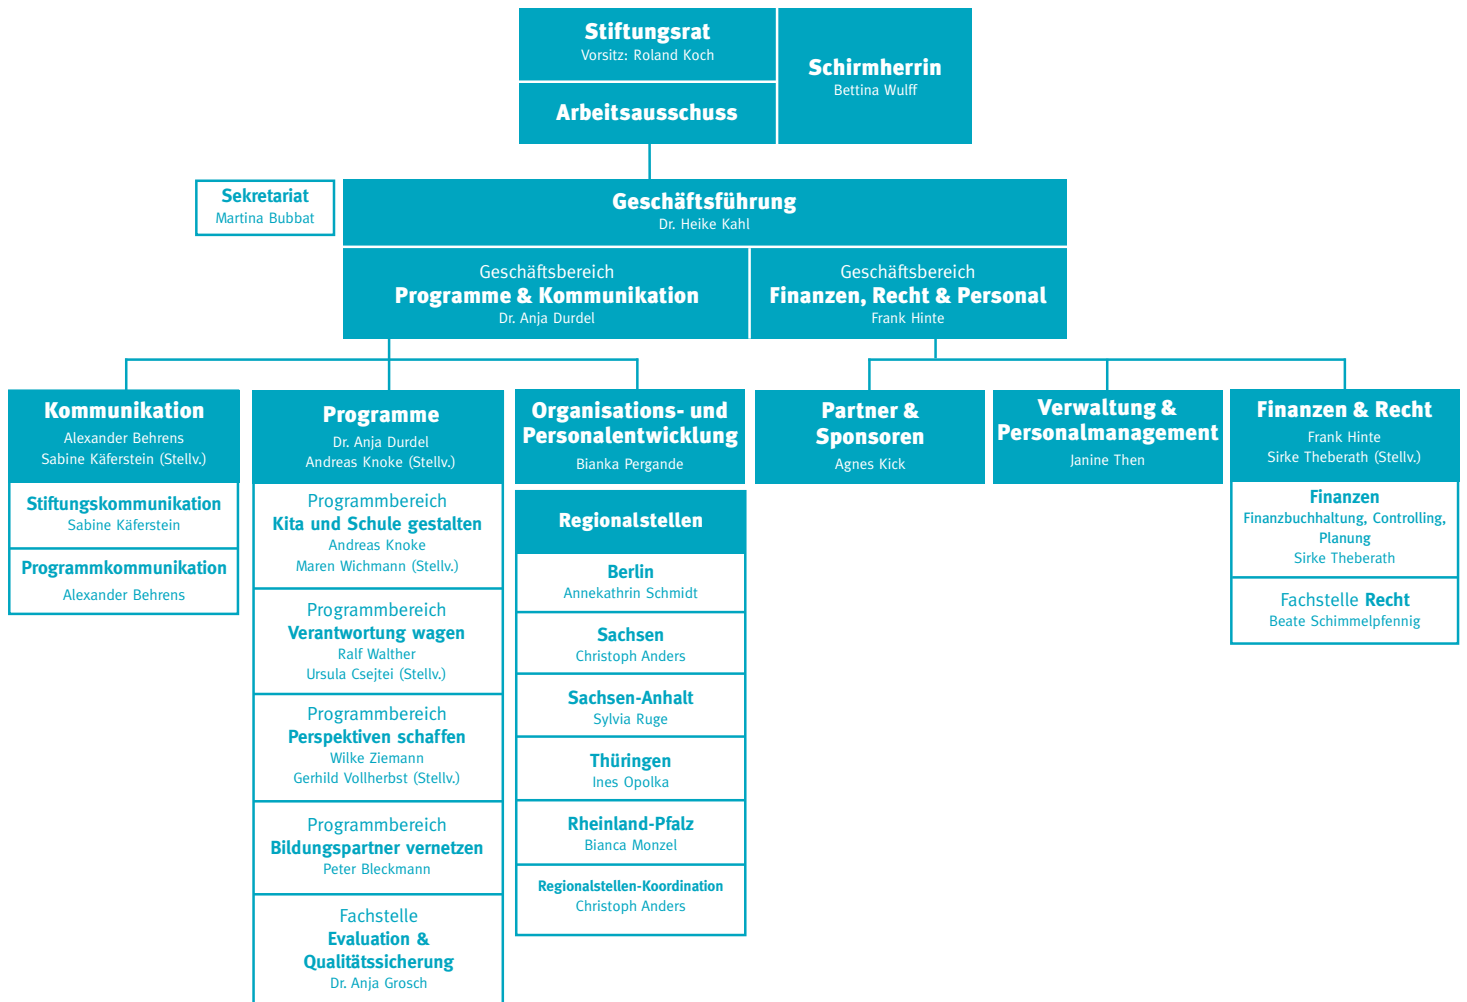 Stiftungsrat
Vorsitz: Roland Koch
Arbeitsausschuss
Schirmherrin
Bettina Wulff
Sekretariat
Martina Bubbat
Geschäftsführung
Dr. Heike Kahl
Geschäftsbereich
Programme & Kommunikation
Dr. Anja Durdel
Geschäftsbereich
Finanzen, Recht & Personal
Frank Hinte
Kommunikation
Alexander Behrens
Sabine Käferstein (Stellv.)
Stiftungskommunikation
Sabine Käferstein
Programmkommunikation
Alexander Behrens
Programme
Dr. Anja Durdel
Andreas Knoke (Stellv.)
Programmbereich
Kita und Schule gestalten
Andreas Knoke
Maren Wichmann (Stellv.)
Programmbereich
Verantwortung wagen
Ralf Walther
Ursula Csejtei (Stellv.)
Programmbereich
Perspektiven schaffen
Wilke Ziemann
Gerhild Vollherbst (Stellv.)
Programmbereich
Bildungspartner vernetzen
Peter Bleckmann
Fachstelle
Evaluation &
Qualitätssicherung
Dr. Anja Grosch
Organisations- und
Personalentwicklung
Bianka Pergande
Regionalstellen
Berlin
Annekathrin Schmidt
Sachsen
Christoph Anders
Sachsen-Anhalt
Sylvia Ruge
Thüringen
Ines Opolka
Rheinland-Pfalz
Bianca Monzel
Regionalstellen-Koordination
Christoph Anders
Partner &
Sponsoren
Agnes Kick
Verwaltung &
Personalmanagement
Janine Then
Finanzen & Recht
Frank Hinte
Sirke Theberath (Stellv.)
Finanzen
Finanzbuchhaltung, Controlling,
Planung
Sirke Theberath
Fachstelle Recht
Beate Schimmelpfennig